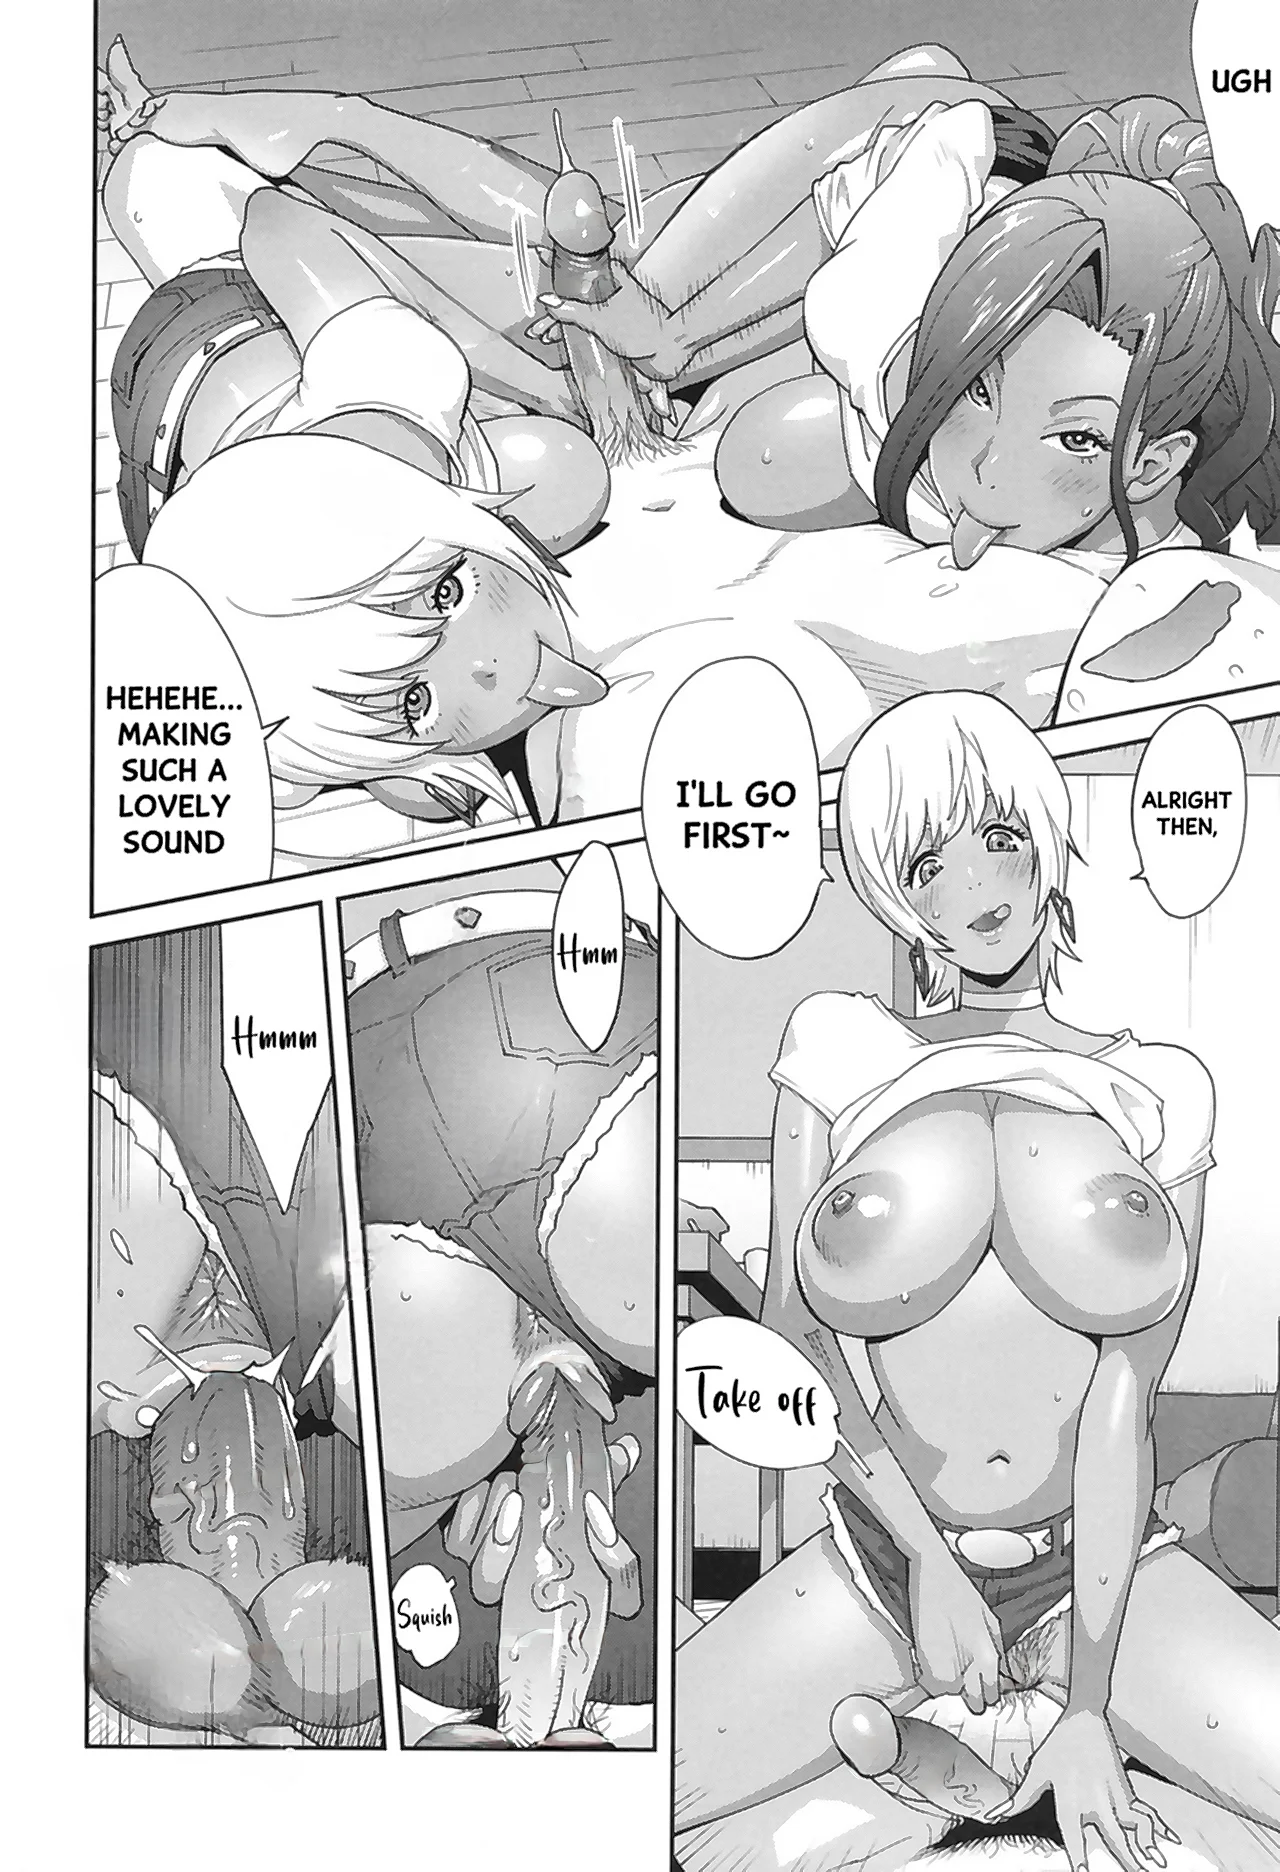 UGH
HEHEHE...
MAKING
SUCH A
LOVELY
SOUND
ALRIGHT
THEN,
I'LL GO
FIRST~
Take off
Hmm
Squish
Hmmm